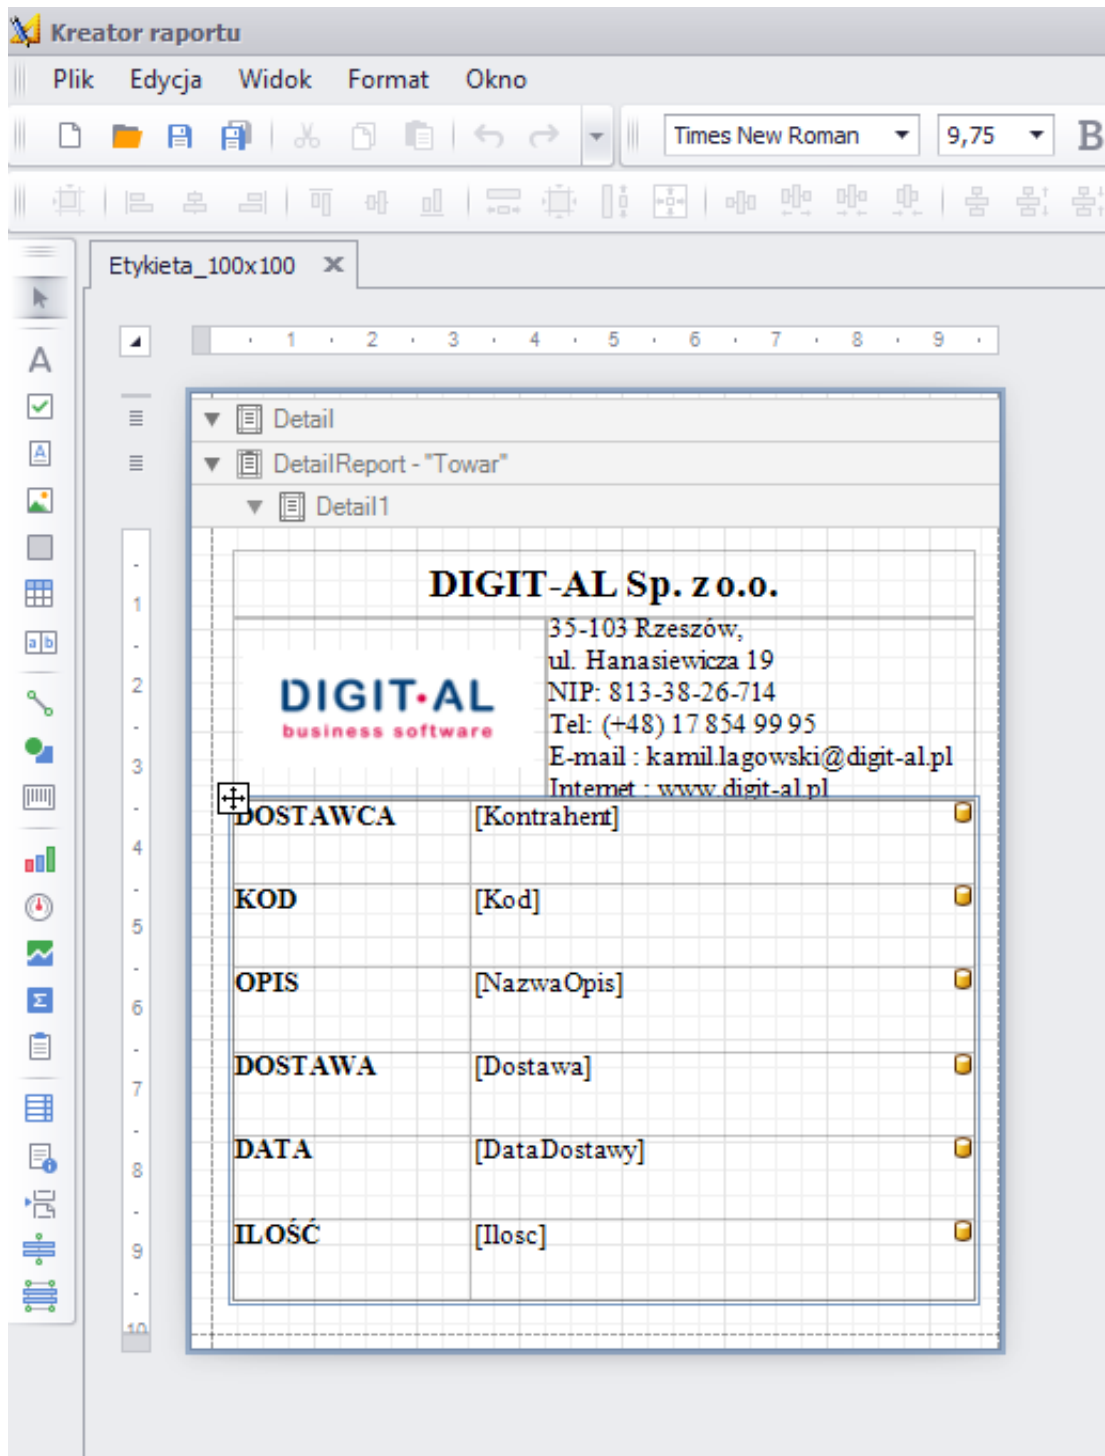 Kreator raportu
Plik Edycja Widok Format Okno
Times New Roman 9,75 B
Etykieta_100x100
1 2 3 4 5 6 7 8 9
Detail
DetailReport - "Towar"
Detail1
DIGIT-AL Sp. z o.o.
35-103 Rzeszów,
ul. Hanasiewicza 19
NIP: 813-38-26-714
Tel: (+48) 17 854 99 95
E-mail : kamil.lagowski@digit-al.pl
Internet : www.digit-al.pl
DIGIT·AL
business software
DOSTAWCA [Kontrahent]
KOD [Kod]
OPIS [NazwaOpis]
DOSTAWA [Dostawa]
DATA [DataDostawy]
ILOŚĆ [Ilosc]
1
2
3
4
5
6
7
8
9
10